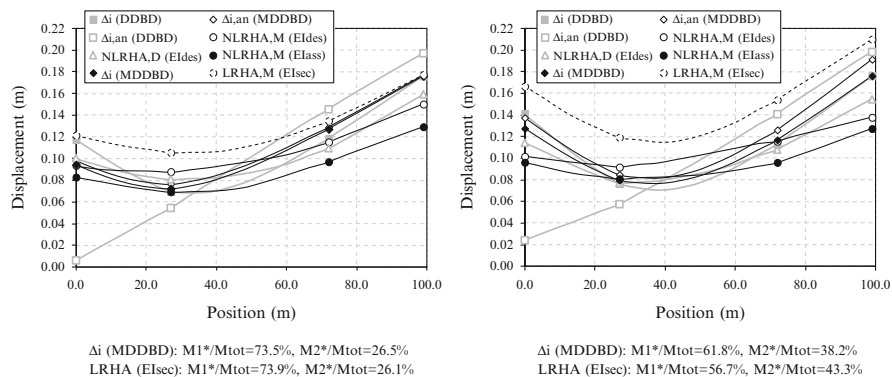 Δi (DDBD)
Δi,an (DDBD)
NLRHA,D (EIdes)
Δi (MDDBD)
Δi,an (MDDBD)
NLRHA,M (EIdes)
NLRHA,M (EIass)
LRHA,M (EIsec)
Displacement (m)
0.22
0.20
0.18
0.16
0.14
0.12
0.10
0.08
0.06
0.04
0.02
0.00
0.0 20.0 40.0 60.0 80.0 100.0
Position (m)
Δi (MDDBD): M1*/Mtot=73.5%, M2*/Mtot=26.5%
LRHA (EIsec): M1*/Mtot=73.9%, M2*/Mtot=26.1%
Δi (DDBD)
Δi,an (DDBD)
NLRHA,D (EIdes)
Δi (MDDBD)
Δi,an (MDDBD)
NLRHA,M (EIdes)
NLRHA,M (EIass)
LRHA,M (EIsec)
Displacement (m)
0.22
0.20
0.18
0.16
0.14
0.12
0.10
0.08
0.06
0.04
0.02
0.00
0.0 20.0 40.0 60.0 80.0 100.0
Position (m)
Δi (MDDBD): M1*/Mtot=61.8%, M2*/Mtot=38.2%
LRHA (EIsec): M1*/Mtot=56.7%, M2*/Mtot=43.3%